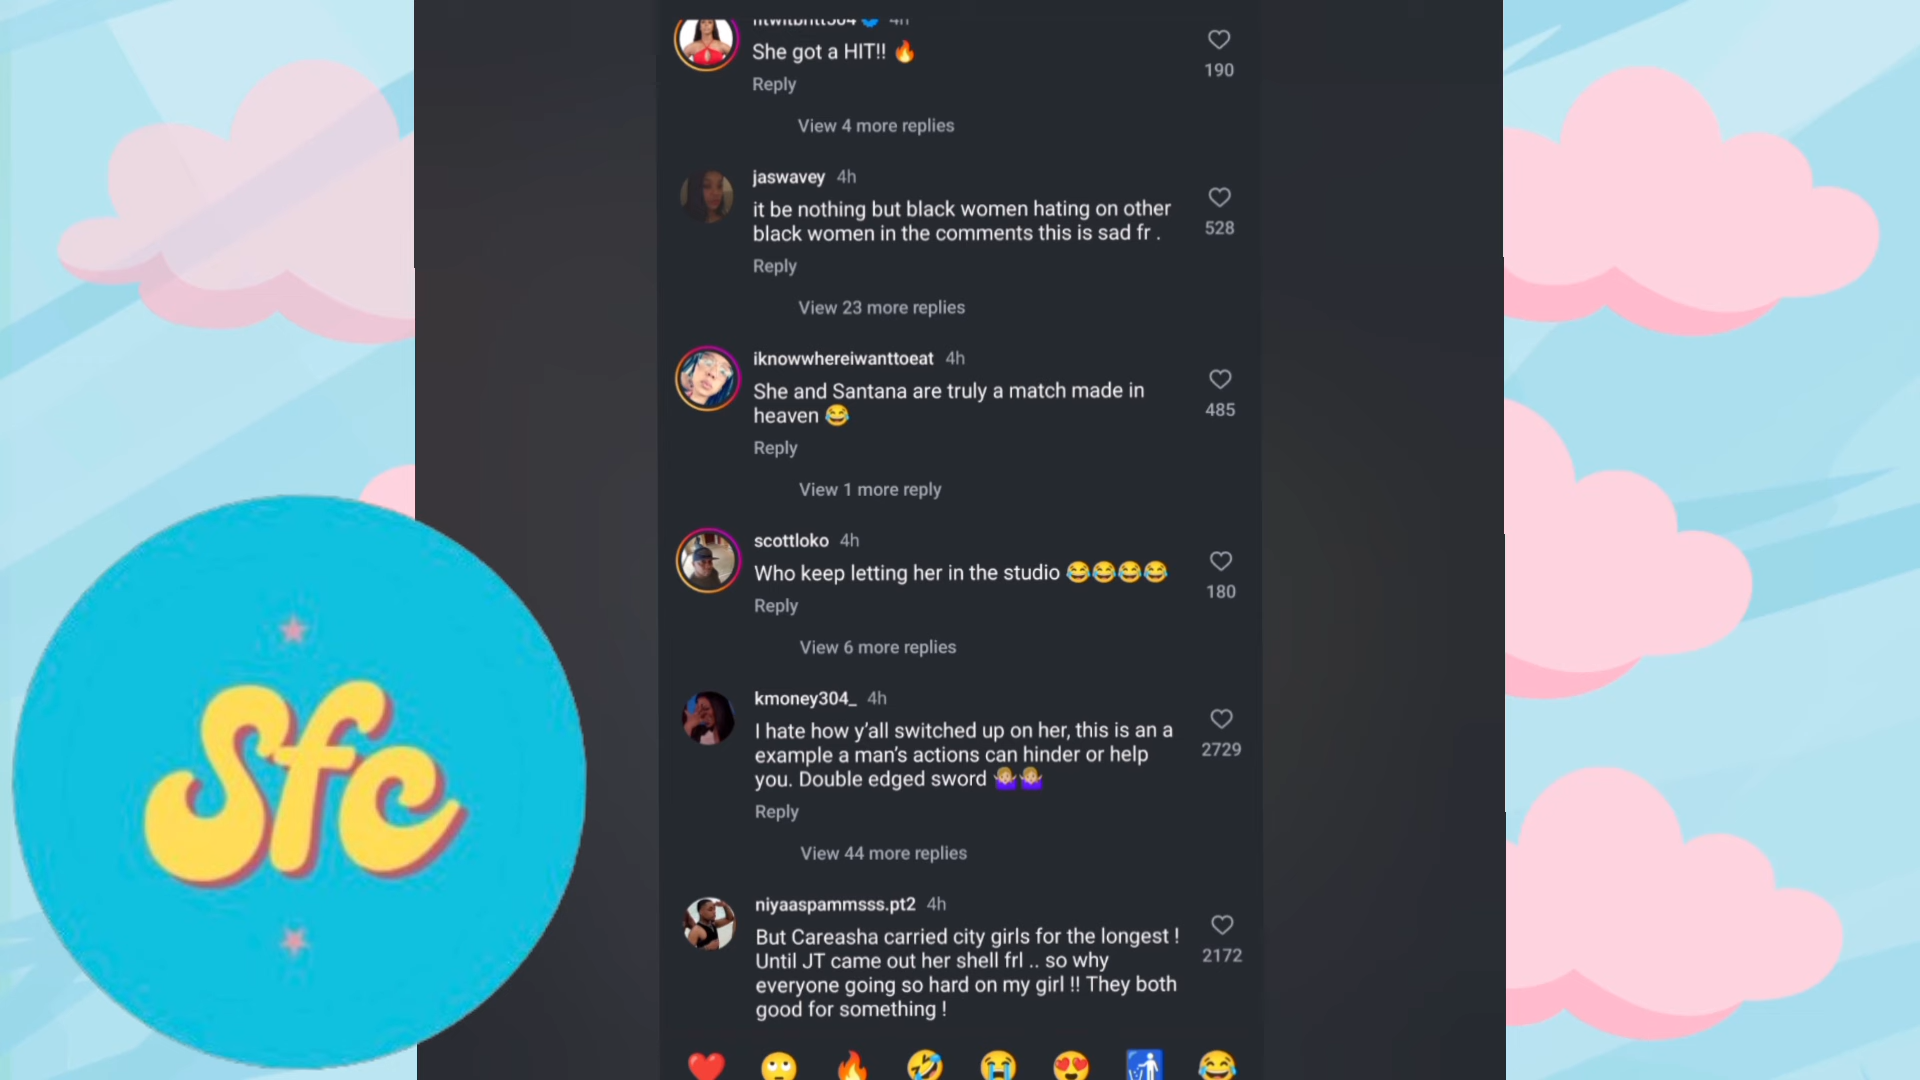 4h
She got a HIT!! 🔥
190
Reply
View 4 more replies
jaswavey 4h
it be nothing but black women hating on other
black women in the comments this is sad fr .
528
Reply
View 23 more replies
iknowwhereiwanttoeat 4h
She and Santana are truly a match made in
heaven 😂
485
Reply
View 1 more reply
scottloko 4h
Who keep letting her in the studio 😂😂😂😂
180
Reply
View 6 more replies
kmoney304_ 4h
I hate how y’all switched up on her, this is an a
example a man’s actions can hinder or help
you. Double edged sword 🤷🏼‍♀️🤷🏼‍♀️
2729
Reply
View 44 more replies
niyaaspammsss.pt2 4h
But Careasha carried city girls for the longest !
Until JT came out her shell frl .. so why
everyone going so hard on my girl !! They both
good for something !
2172
❤️🙄🔥🤣😭😍🚮😂
Sfc